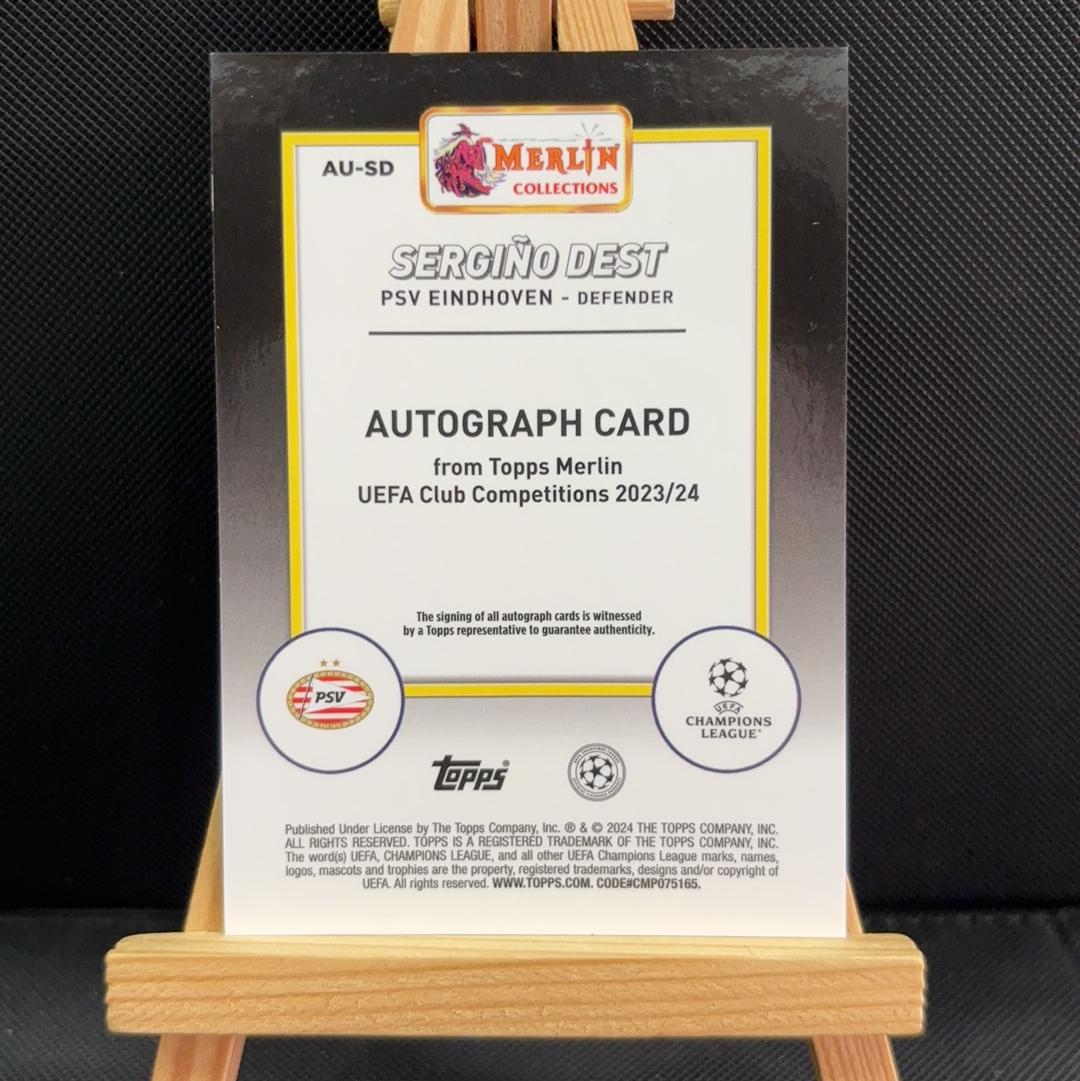 AU-SD
MERLIN
COLLECTIONS
SERGIÑO DEST
PSV EINDHOVEN - DEFENDER
AUTOGRAPH CARD
from Topps Merlin
UEFA Club Competitions 2023/24
The signing of all autograph cards is witnessed
by a Topps representative to guarantee authenticity.
PSV
UEFA
CHAMPIONS
LEAGUE
Topps®
Published Under License by The Topps Company, Inc. ® & © 2024 THE TOPPS COMPANY, INC.
ALL RIGHTS RESERVED. TOPPS IS A REGISTERED TRADEMARK OF THE TOPPS COMPANY, INC.
The word(s) UEFA, CHAMPIONS LEAGUE, and all other UEFA Champions League marks, names,
logos, mascots and trophies are the property, registered trademarks, designs and/or copyright of
UEFA. All rights reserved. WWW.TOPPS.COM. CODE#CMP075165.